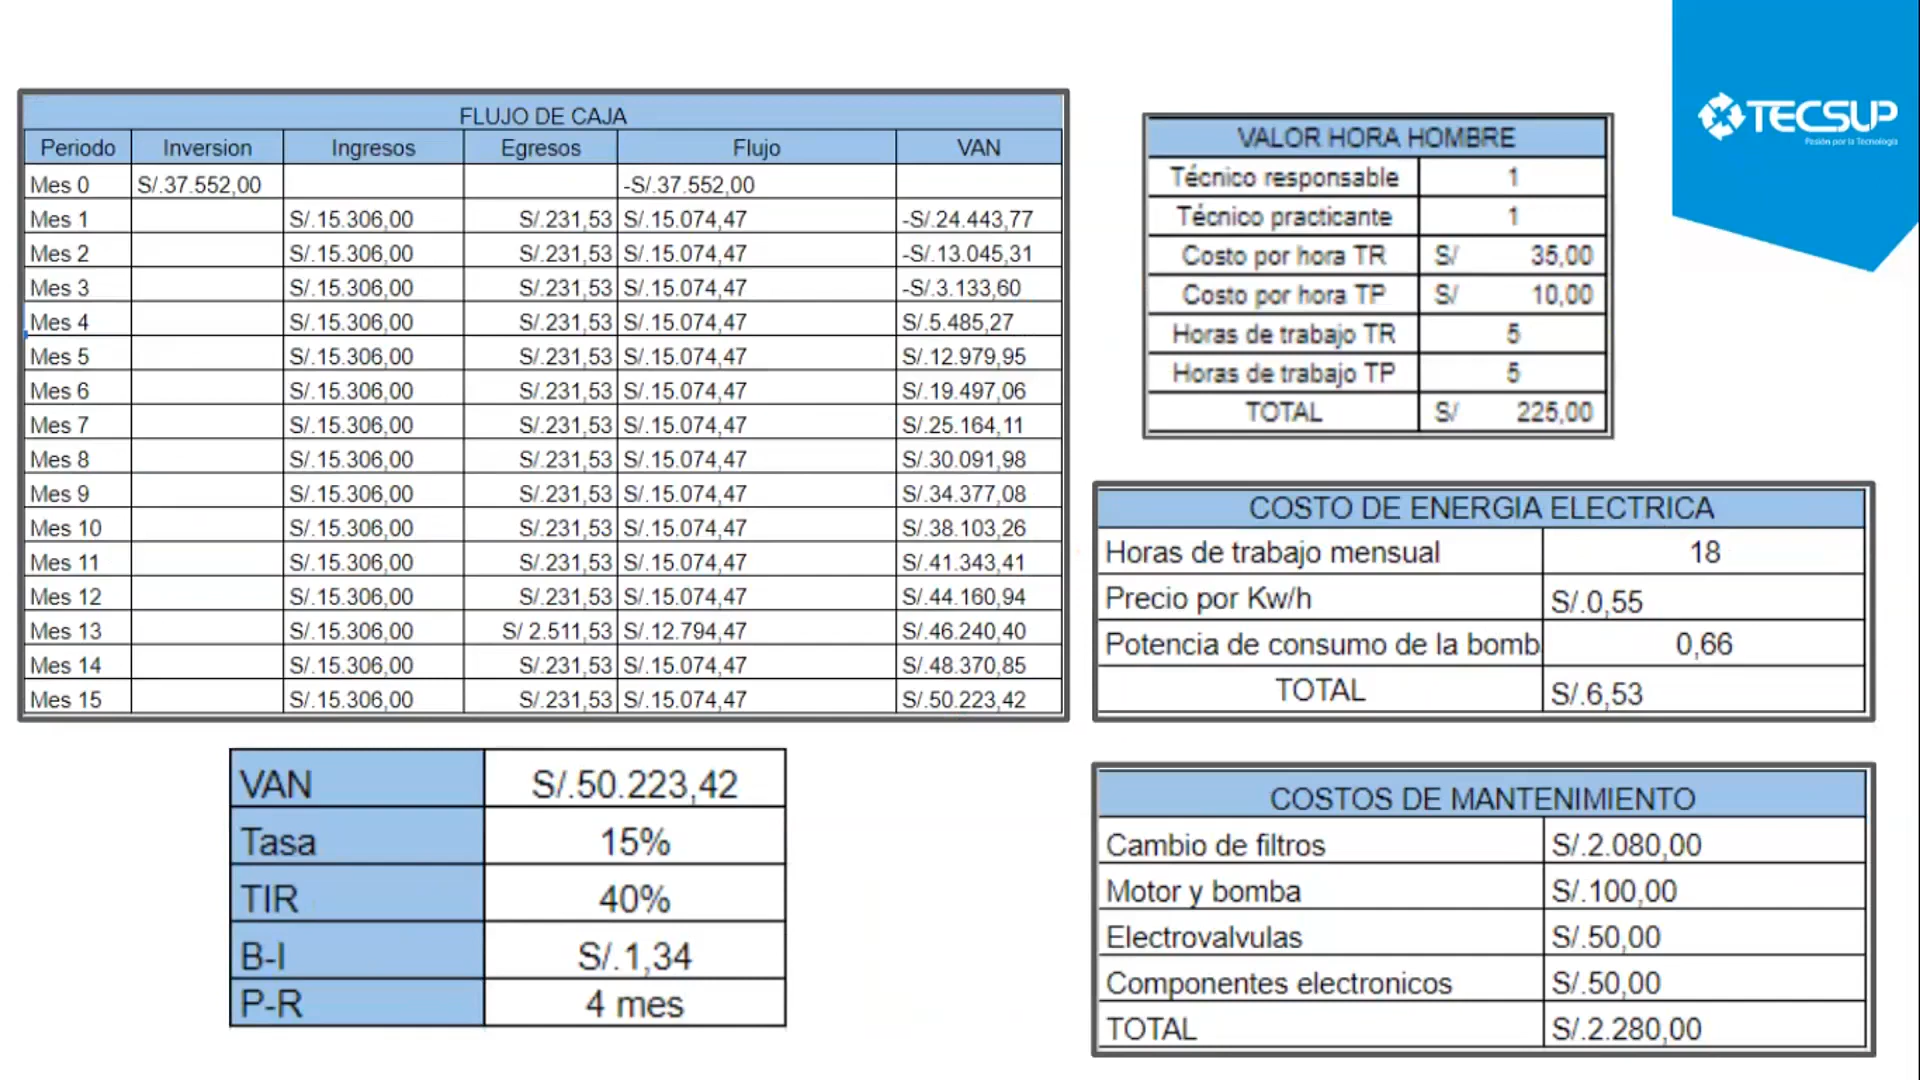 TECSUP
Pasión por la Tecnología
FLUJO DE CAJA
Periodo Inversion Ingresos Egresos Flujo VAN
Mes 0 S/.37.552,00 -S/.37.552,00
Mes 1 S/.15.306,00 S/.231,53 S/.15.074,47 -S/.24.443,77
Mes 2 S/.15.306,00 S/.231,53 S/.15.074,47 -S/.13.045,31
Mes 3 S/.15.306,00 S/.231,53 S/.15.074,47 -S/.3.133,60
Mes 4 S/.15.306,00 S/.231,53 S/.15.074,47 S/.5.485,27
Mes 5 S/.15.306,00 S/.231,53 S/.15.074,47 S/.12.979,95
Mes 6 S/.15.306,00 S/.231,53 S/.15.074,47 S/.19.497,06
Mes 7 S/.15.306,00 S/.231,53 S/.15.074,47 S/.25.164,11
Mes 8 S/.15.306,00 S/.231,53 S/.15.074,47 S/.30.091,98
Mes 9 S/.15.306,00 S/.231,53 S/.15.074,47 S/.34.377,08
Mes 10 S/.15.306,00 S/.231,53 S/.15.074,47 S/.38.103,26
Mes 11 S/.15.306,00 S/.231,53 S/.15.074,47 S/.41.343,41
Mes 12 S/.15.306,00 S/.231,53 S/.15.074,47 S/.44.160,94
Mes 13 S/.15.306,00 S/ 2.511,53 S/.12.794,47 S/.46.240,40
Mes 14 S/.15.306,00 S/.231,53 S/.15.074,47 S/.48.370,85
Mes 15 S/.15.306,00 S/.231,53 S/.15.074,47 S/.50.223,42
VAN S/.50.223,42
Tasa 15%
TIR 40%
B-I S/.1,34
P-R 4 mes
VALOR HORA HOMBRE
Técnico responsable 1
Técnico practicante 1
Costo por hora TR S/ 35,00
Costo por hora TP S/ 10,00
Horas de trabajo TR 5
Horas de trabajo TP 5
TOTAL S/ 225,00
COSTO DE ENERGIA ELECTRICA
Horas de trabajo mensual 18
Precio por Kw/h S/.0,55
Potencia de consumo de la bomb 0,66
TOTAL S/.6,53
COSTOS DE MANTENIMIENTO
Cambio de filtros S/.2.080,00
Motor y bomba S/.100,00
Electrovalvulas S/.50,00
Componentes electronicos S/.50,00
TOTAL S/.2.280,00